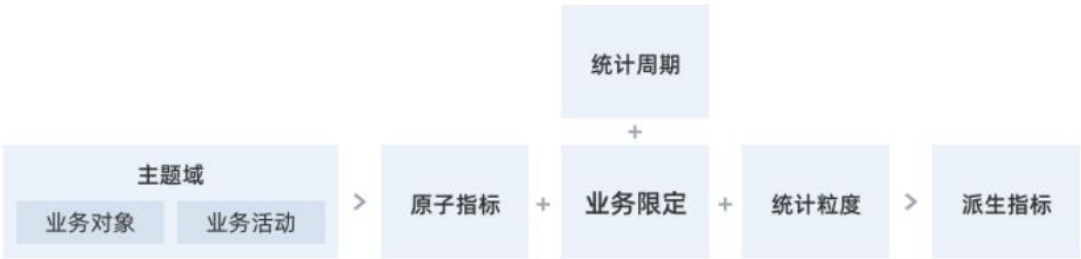 统计周期
+
主题域
业务对象 业务活动 > 原子指标 + 业务限定 + 统计粒度 > 派生指标